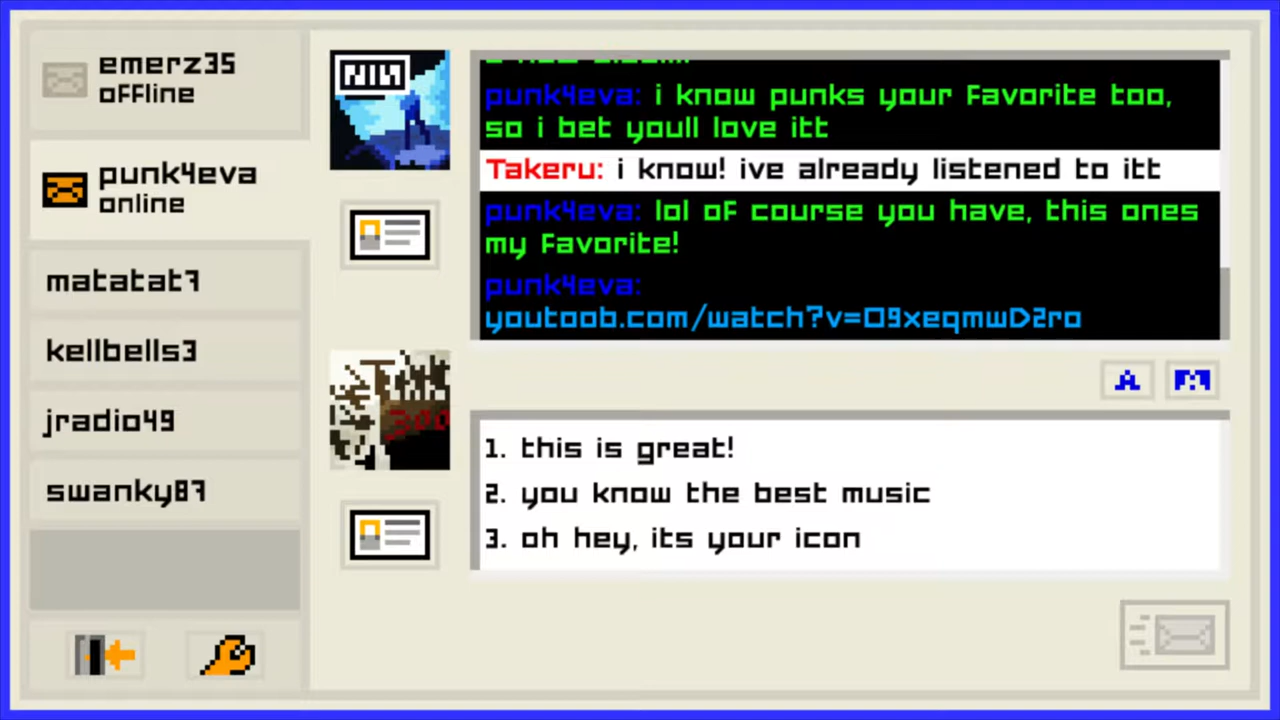 emerz35
offline
punk4eva
online
matatat7
kellbells3
jradio49
swanky87
NIN
punk4eva: i know punks your favorite too,
so i bet youll love itt
Takeru: i know! ive already listened to itt
punk4eva: lol of course you have, this ones
my favorite!
punk4eva:
youtoob.com/watch?v=O9xeqmwD2ro
A
1. this is great!
2. you know the best music
3. oh hey, its your icon